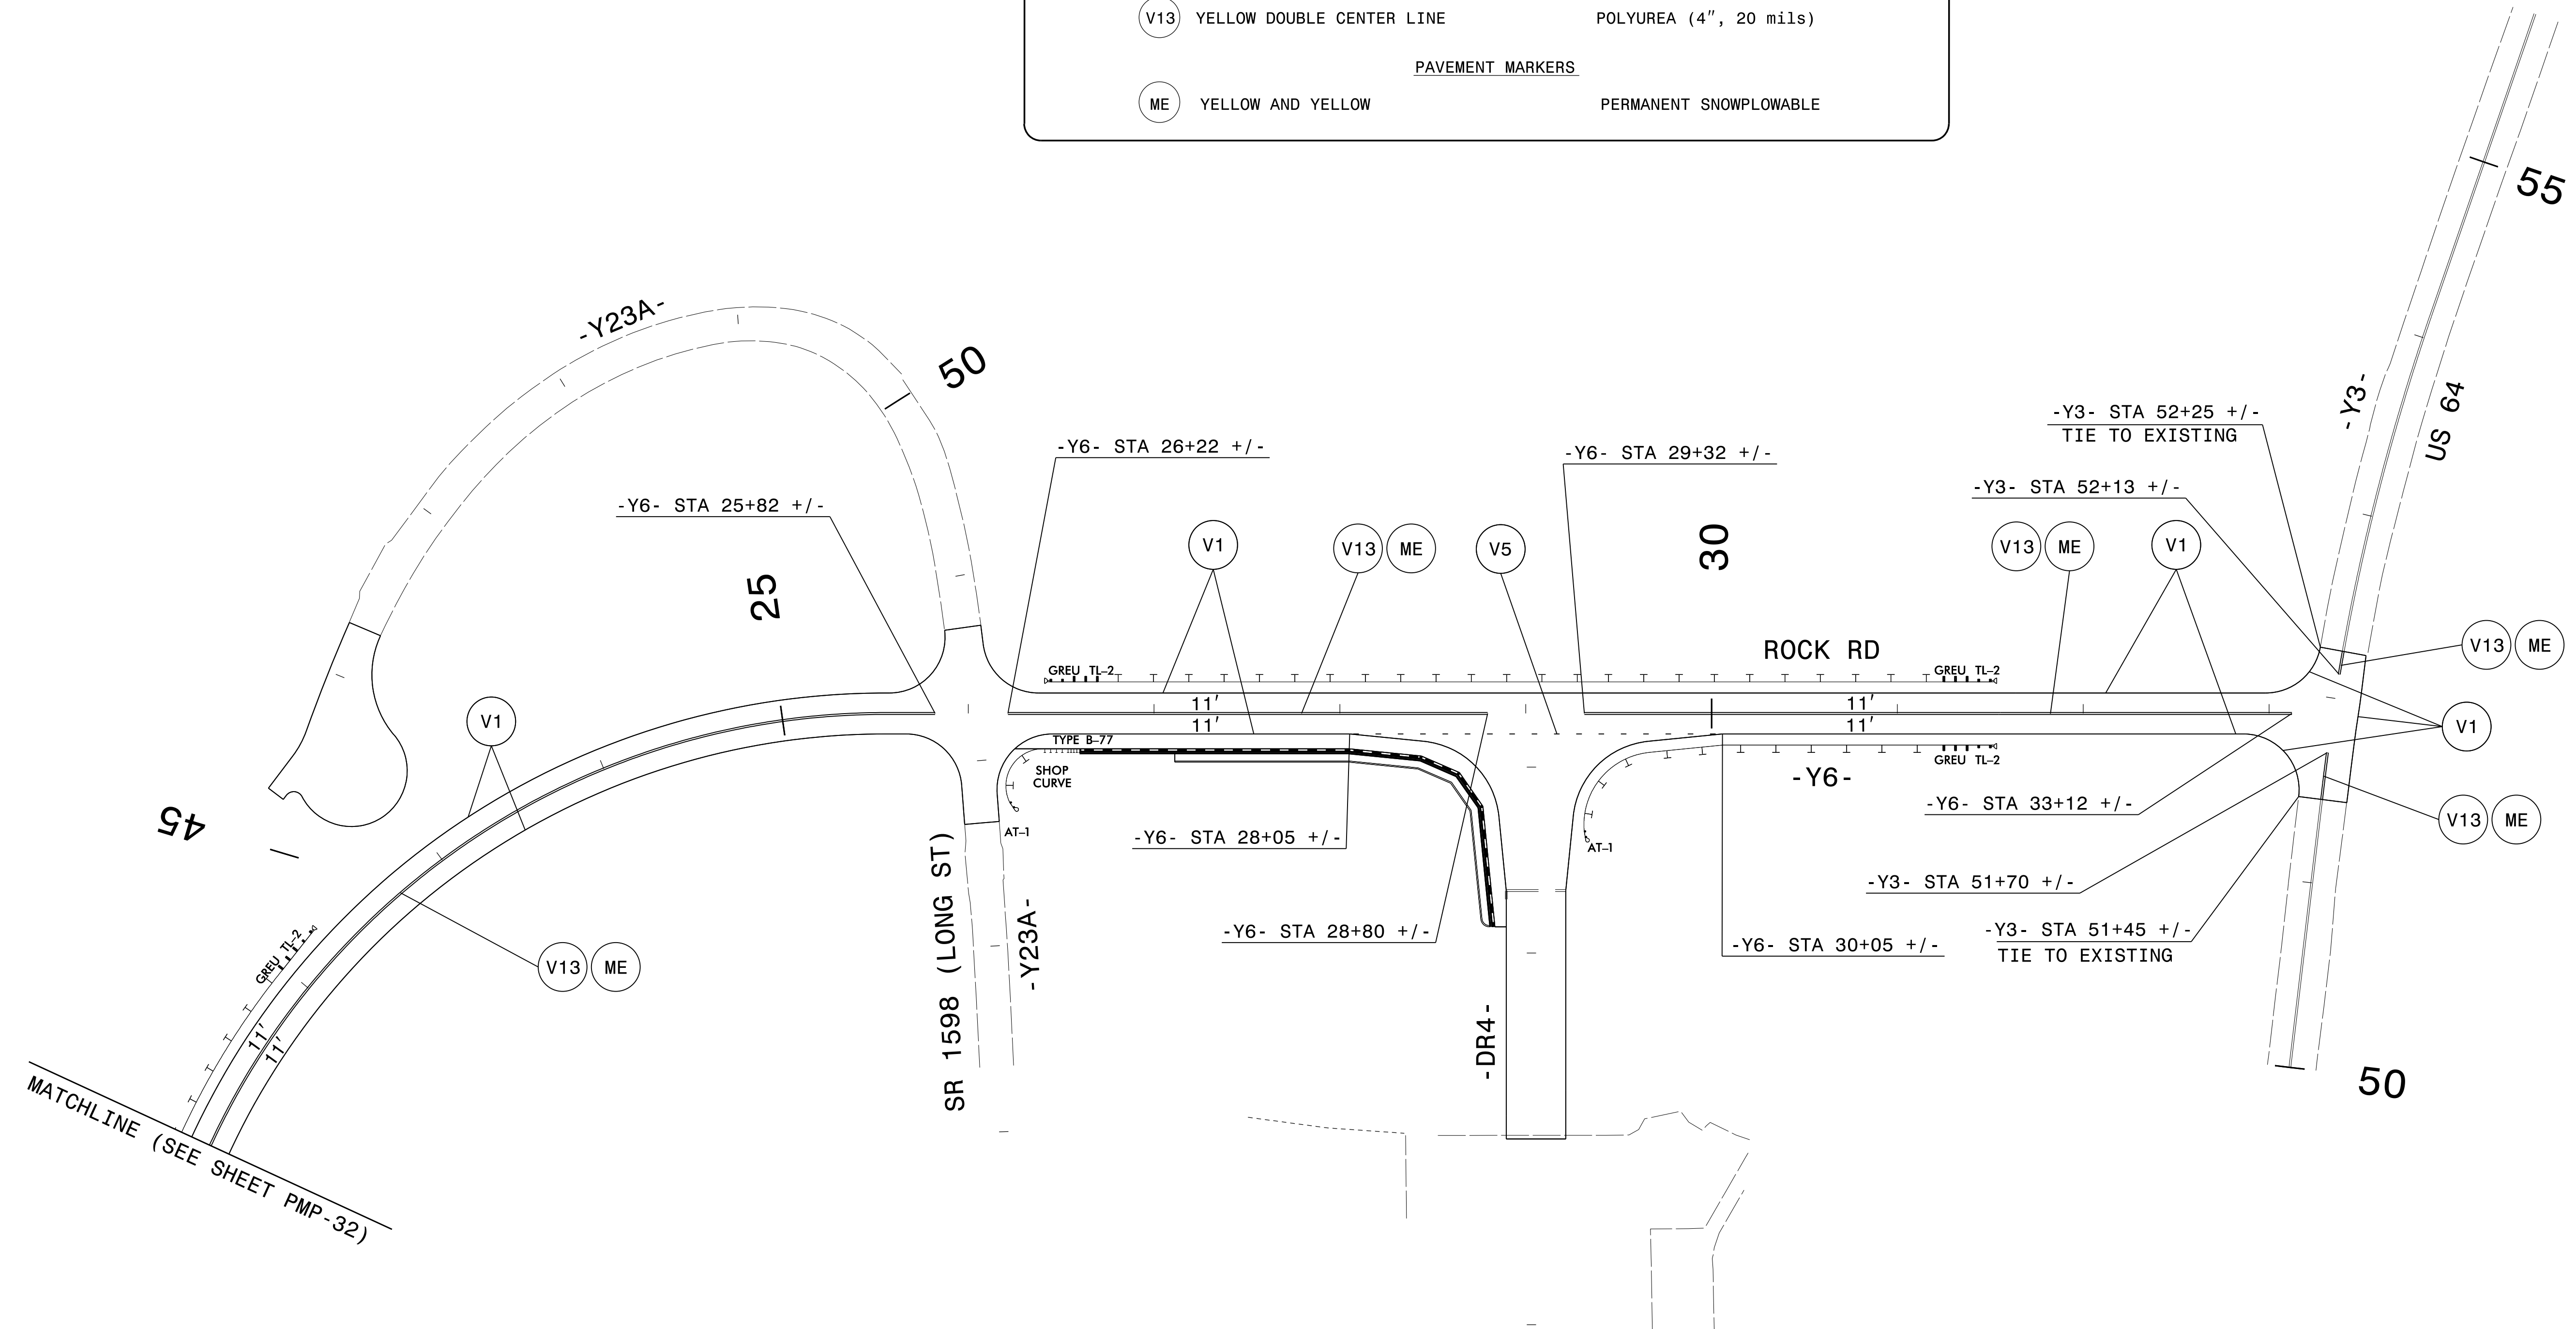 V13 YELLOW DOUBLE CENTER LINE POLYUREA (4", 20 mils)
PAVEMENT MARKERS
ME YELLOW AND YELLOW PERMANENT SNOWPLOWABLE
55
-Y23A-
50
-Y3-
US 64
-Y3- STA 52+25 +/-
TIE TO EXISTING
-Y6- STA 26+22 +/-
-Y6- STA 29+32 +/-
-Y3- STA 52+13 +/-
-Y6- STA 25+82 +/-
25
30
V1
V13 ME
V5
V13 ME
V1
ROCK RD
V13 ME
GREU TL-2
GREU TL-2
11'
11'
11'
11'
V1
V1
TYPE B-77
SHOP
CURVE
AT-1
GREU TL-2
-Y6-
45
-Y6- STA 33+12 +/-
V13 ME
-Y6- STA 28+05 +/-
AT-1
-Y3- STA 51+70 +/-
GREU TL-2
V13 ME
SR 1598 (LONG ST)
-Y23A-
-Y6- STA 28+80 +/-
-Y6- STA 30+05 +/-
-Y3- STA 51+45 +/-
TIE TO EXISTING
11'
11'
-DR4-
50
MATCHLINE (SEE SHEET PMP-32)